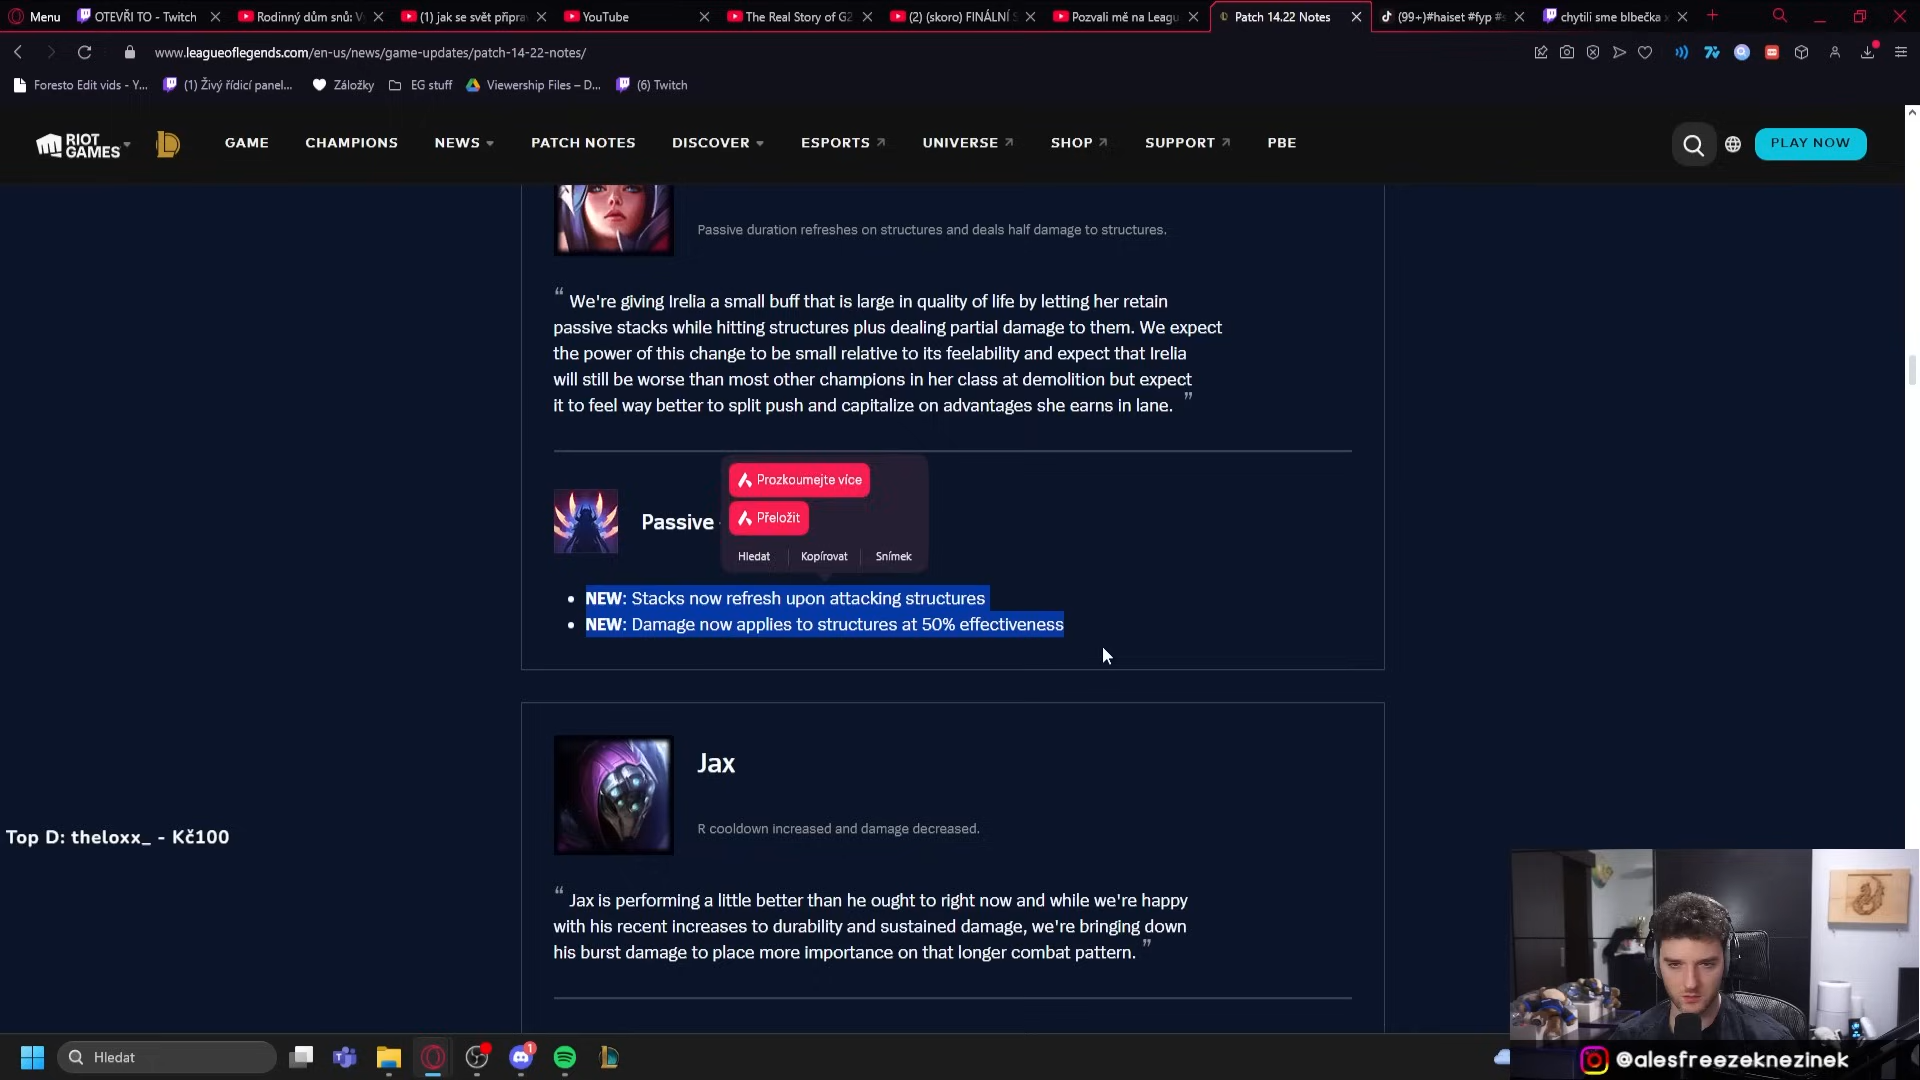 Menu
OTEVŘI TO - Twitch
Rodinný dům snů: V
(1) jak se svět připrav
YouTube
The Real Story of G2
(2) (skoro) FINÁLNÍ S
Pozvali mě na Leagu
Patch 14.22 Notes
(99+)#haiset #fyp #s
chytili sme blbečka x
www.leagueoflegends.com/en-us/news/game-updates/patch-14-22-notes/
Foresto Edit vids - Y...
(1) Živý řídicí panel...
Záložky
EG stuff
Viewership Files – D...
(6) Twitch
RIOT
GAMES
GAME
CHAMPIONS
NEWS
PATCH NOTES
DISCOVER
ESPORTS
UNIVERSE
SHOP
SUPPORT
PBE
PLAY NOW
Passive duration refreshes on structures and deals half damage to structures.
“ We're giving Irelia a small buff that is large in quality of life by letting her retain
passive stacks while hitting structures plus dealing partial damage to them. We expect
the power of this change to be small relative to its feelability and expect that Irelia
will still be worse than most other champions in her class at demolition but expect
it to feel way better to split push and capitalize on advantages she earns in lane. ”
Prozkoumejte více
Přeložit
Hledat
Kopírovat
Snímek
Passive -
NEW: Stacks now refresh upon attacking structures
NEW: Damage now applies to structures at 50% effectiveness
Jax
R cooldown increased and damage decreased.
“ Jax is performing a little better than he ought to right now and while we're happy
with his recent increases to durability and sustained damage, we're bringing down
his burst damage to place more importance on that longer combat pattern. ”
Top D: theloxx_ - Kč100
Hledat
1
@alesfreezeknezinek